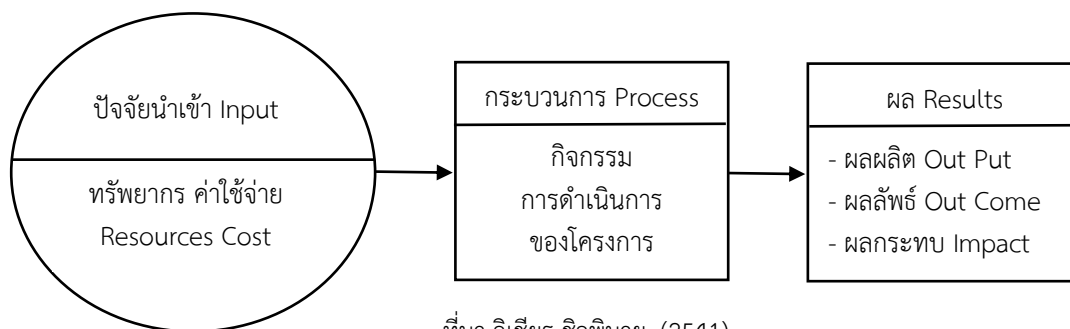 ปัจจัยนำเข้า Input
ทรัพยากร ค่าใช้จ่าย
Resources Cost
กระบวนการ Process
กิจกรรม
การดำเนินการ
ของโครงการ
ผล Results
- ผลผลิต Out Put
- ผลลัพธ์ Out Come
- ผลกระทบ Impact
(2541)